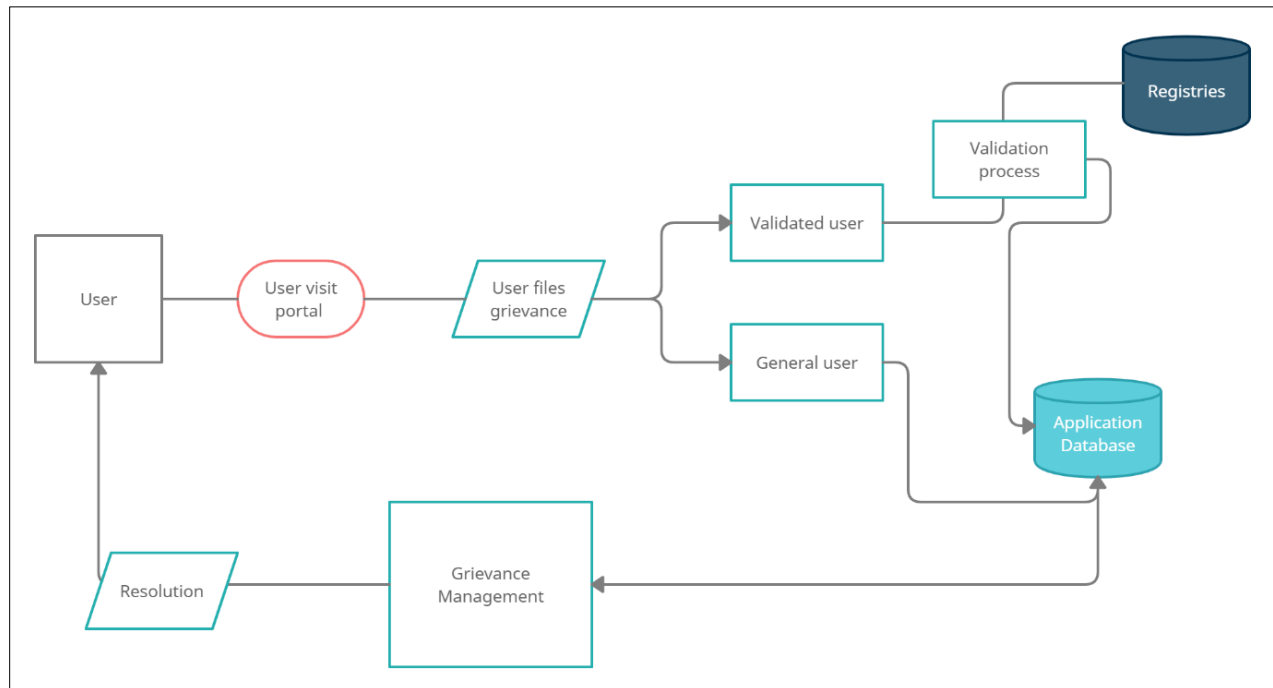 Registries
Validation
process
Validated user
User
User visit
portal
User files
grievance
General user
Application
Database
Grievance
Management
Resolution